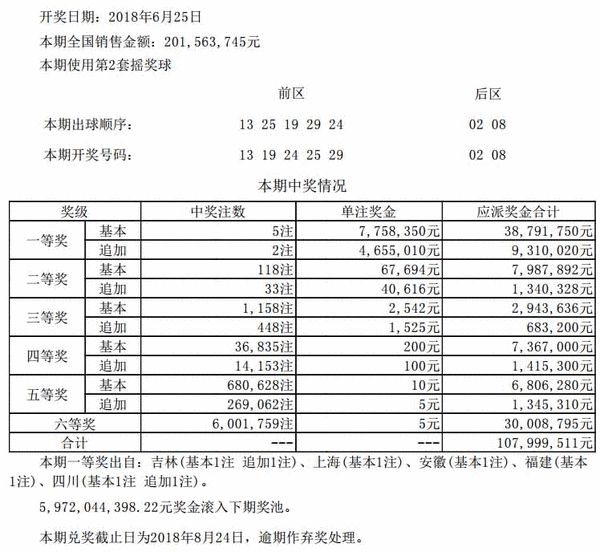 开奖日期：2018年6月25日
本期全国销售金额：201,563,745元
本期使用第2套摇奖球
前区 后区
本期出球顺序： 13 25 19 29 24 02 08
本期开奖号码： 13 19 24 25 29 02 08
本期中奖情况
奖级 中奖注数 单注奖金 应派奖金合计
一等奖 基本 5注 7,758,350元 38,791,750元
追加 2注 4,655,010元 9,310,020元
二等奖 基本 118注 67,694元 7,987,892元
追加 33注 40,616元 1,340,328元
三等奖 基本 1,158注 2,542元 2,943,636元
追加 448注 1,525元 683,200元
四等奖 基本 36,835注 200元 7,367,000元
追加 14,153注 100元 1,415,300元
五等奖 基本 680,628注 10元 6,806,280元
追加 269,062注 5元 1,345,310元
六等奖 6,001,759注 5元 30,008,795元
合计 --- --- 107,999,511元
本期一等奖出自：吉林(基本1注 追加1注)、上海(基本1注)、安徽(基本1注)、福建(基本
1注)、四川(基本1注 追加1注)。
5,972,044,398.22元奖金滚入下期奖池。
本期兑奖截止日为2018年8月24日，逾期作弃奖处理。